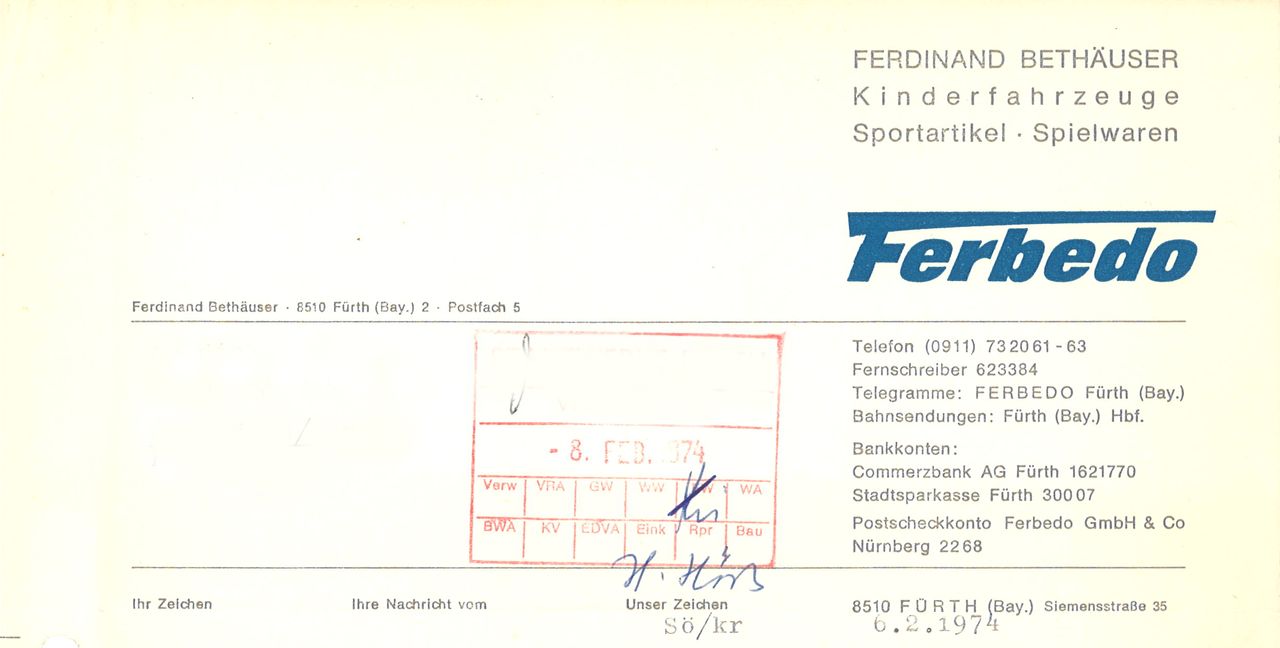 FERDINAND BETHÄUSER
Kinderfahrzeuge
Sportartikel · Spielwaren
Ferbedo
Ferdinand Bethäuser · 8510 Fürth (Bay.) 2 · Postfach 5
Telefon (0911) 732061-63
Fernschreiber 623384
Telegramme: FERBEDO Fürth (Bay.)
Bahnsendungen: Fürth (Bay.) Hbf.
Bankkonten:
Commerzbank AG Fürth 1621770
Stadtsparkasse Fürth 30007
Postscheckkonto Ferbedo GmbH & Co
Nürnberg 2268
- 8. FEB. 1974
Verw VRA GW WW WA
BWA KV EDVA Eink Rpr Bau
Ihr Zeichen
Ihre Nachricht vom
Unser Zeichen
Sö/kr
8510 FÜRTH (Bay.) Siemensstraße 35
6.2.1974